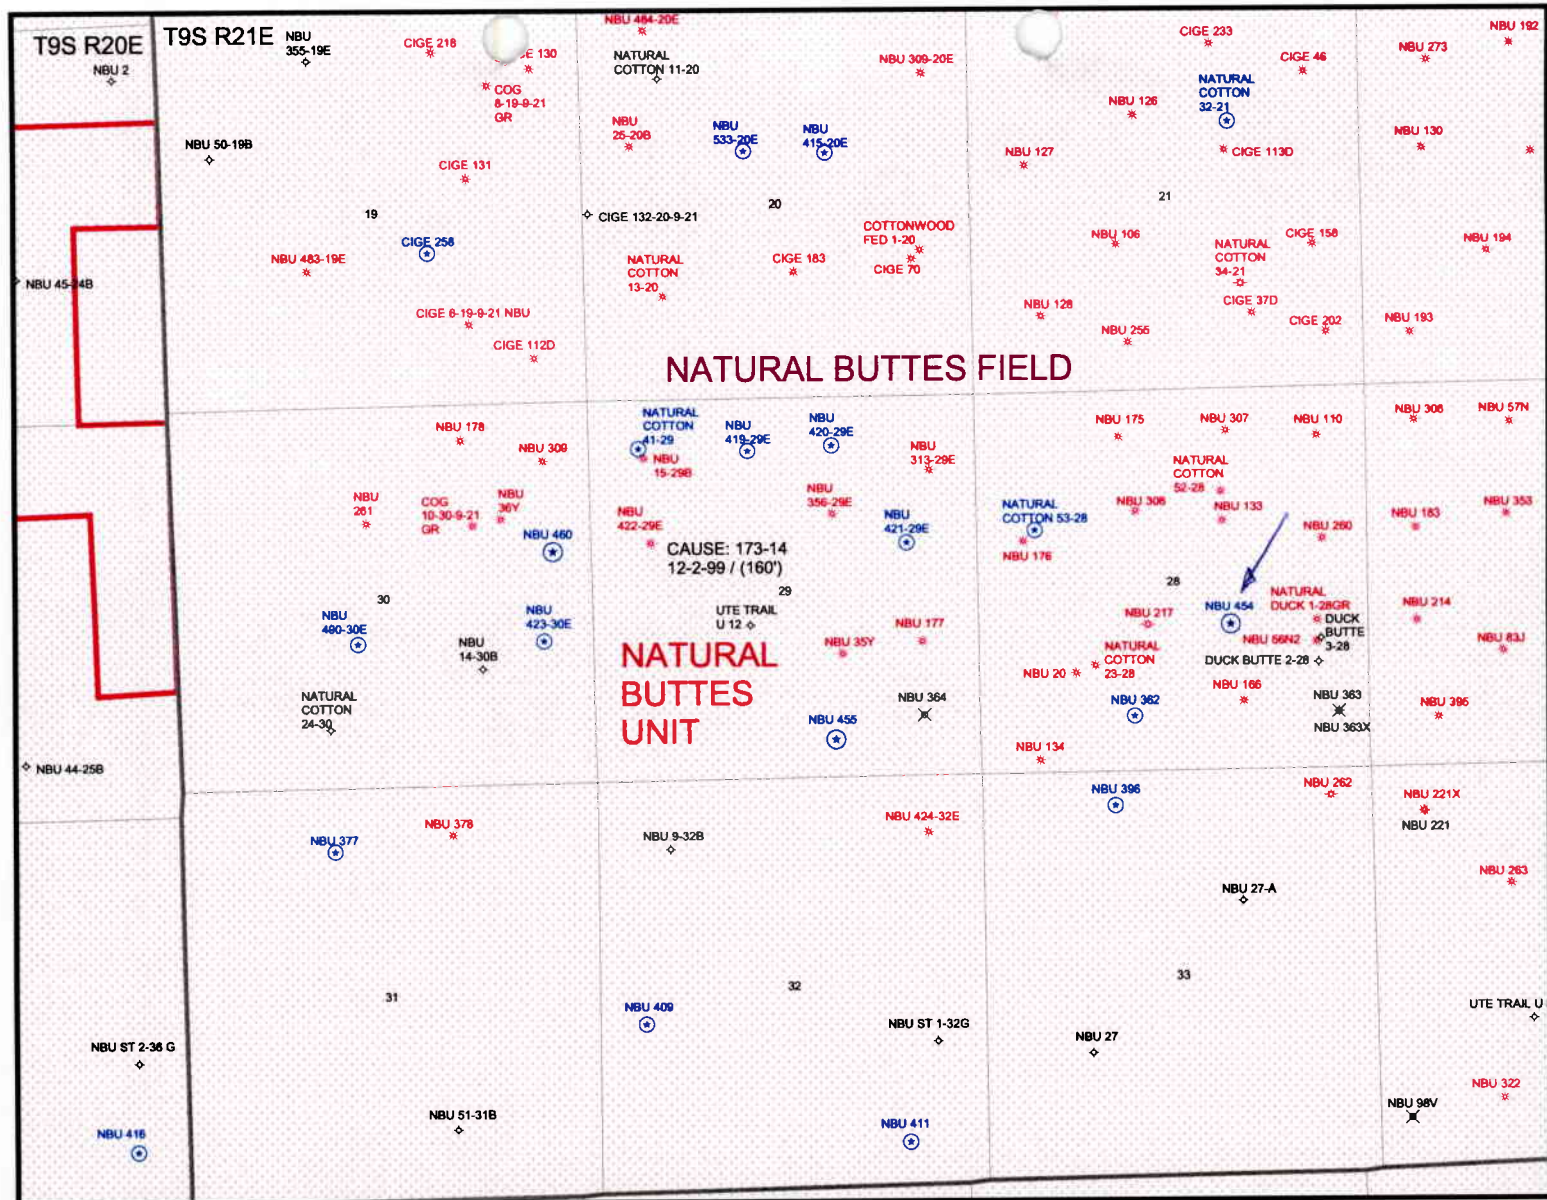 T9S R20E
NBU 2
T9S R21E
NBU
355-19E
CIGE 218
130
COG
8-19-9-21
GR
NBU 484-20E
NATURAL
COTTON 11-20
NBU 309-20E
CIGE 233
CIGE 46
NBU 273
NBU 192
NATURAL
COTTON
32-21
NBU 126
NBU 50-19B
CIGE 131
NBU
25-20B
NBU
533-20E
NBU
415-20E
NBU 127
CIGE 113D
NBU 130
19
CIGE 132-20-9-21
20
21
CIGE 258
NBU 483-19E
NATURAL
COTTON
13-20
CIGE 183
COTTONWOOD
FED 1-20
CIGE 70
NBU 106
NATURAL
COTTON
34-21
CIGE 158
NBU 194
NBU 45-24B
CIGE 6-19-9-21 NBU
CIGE 112D
NBU 128
NBU 255
CIGE 37D
CIGE 202
NBU 193
NATURAL BUTTES FIELD
NBU 178
NBU 309
NATURAL
COTTON
41-29
NBU
15-29B
NBU
419-29E
NBU
420-29E
NBU
313-29E
NBU 175
NBU 307
NBU 110
NBU 306
NBU 57N
NBU
261
COG
10-30-9-21
GR
NBU
36Y
NBU 460
NBU
422-29E
NBU
356-29E
NBU
421-29E
NATURAL
COTTON 53-28
NBU 176
NBU 308
NATURAL
COTTON
52-28
NBU 133
NBU 260
NBU 183
NBU 353
CAUSE: 173-14
12-2-99 / (160')
30
29
28
NBU
490-30E
NBU
423-30E
NBU
14-30B
UTE TRAIL
U 12
NBU 35Y
NBU 177
NBU 217
NBU 454
NATURAL
DUCK 1-28GR
DUCK
BUTTE
3-28
NBU 56N2
DUCK BUTTE 2-28
NBU 214
NBU 83J
NATURAL
BUTTES
UNIT
NATURAL
COTTON
24-30
NBU 20
NATURAL
COTTON
23-28
NBU 166
NBU 364
NBU 455
NBU 362
NBU 363
NBU 363X
NBU 395
NBU 134
NBU 44-25B
NBU 377
NBU 378
NBU 9-32B
NBU 424-32E
NBU 396
NBU 262
NBU 221X
NBU 221
NBU 263
NBU 27-A
31
32
33
NBU 409
NBU ST 1-32G
NBU 27
UTE TRAIL U
NBU ST 2-36 G
NBU 416
NBU 51-31B
NBU 411
NBU 98V
NBU 322